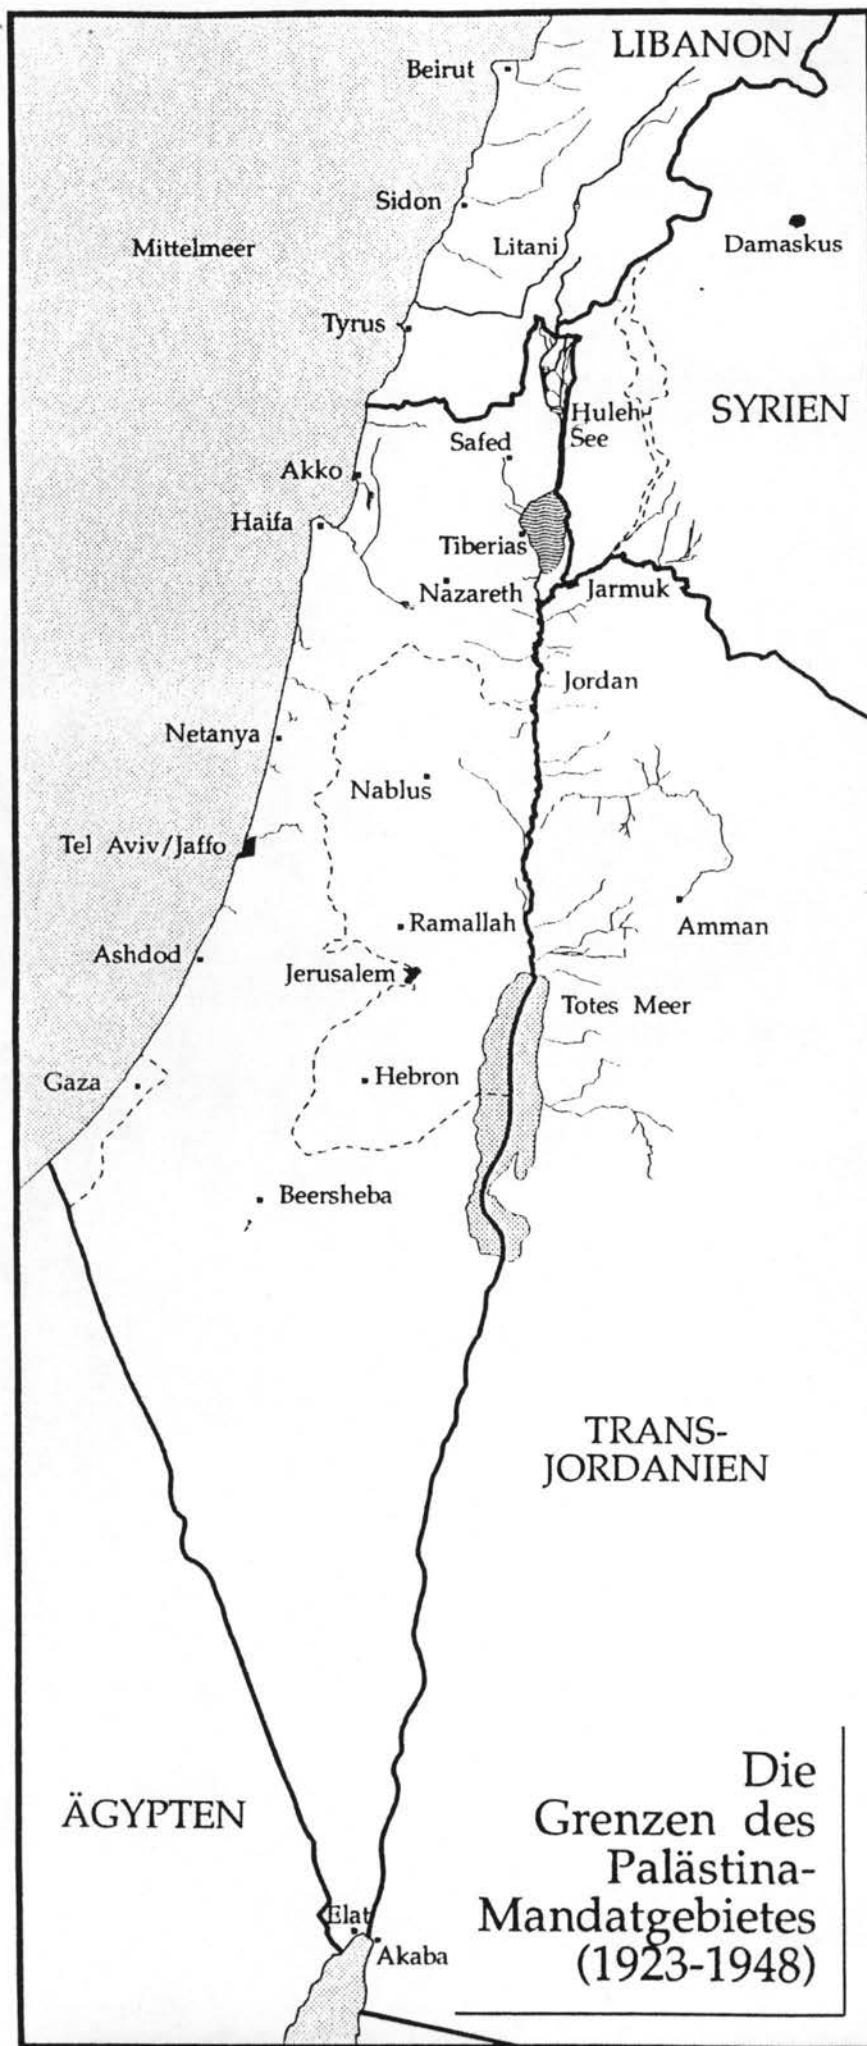 LIBANON
Beirut
Sidon
Litani
Mittelmeer
Damaskus
Tyrus
SYRIEN
Huleh-
See
Safed
Akko
Haifa
Tiberias
Nazareth
Jarmuk
Jordan
Netanya
Nablus
Tel Aviv/Jaffo
Ramallah
Amman
Ashdod
Jerusalem
Totes Meer
Gaza
Hebron
Beersheba
TRANS-
JORDANIEN
ÄGYPTEN
Elat
Akaba
Die
Grenzen des
Palästina-
Mandatgebietes
(1923-1948)